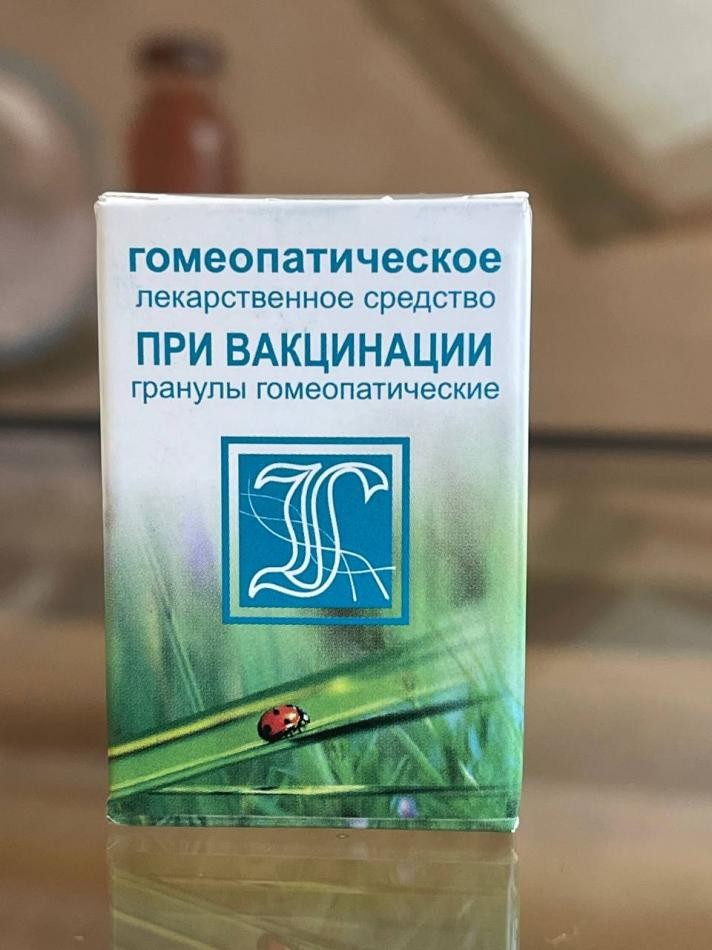 гомеопатическое
лекарственное средство
ПРИ ВАКЦИНАЦИИ
гранулы гомеопатические